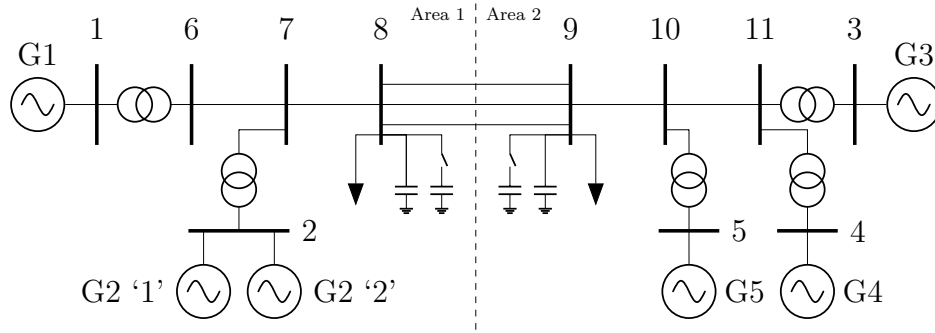 Area 1 Area 2
1 6 7 8 9 10 11 3
G1 G3
2 5 4
G2 ‘1’ G2 ‘2’ G5 G4